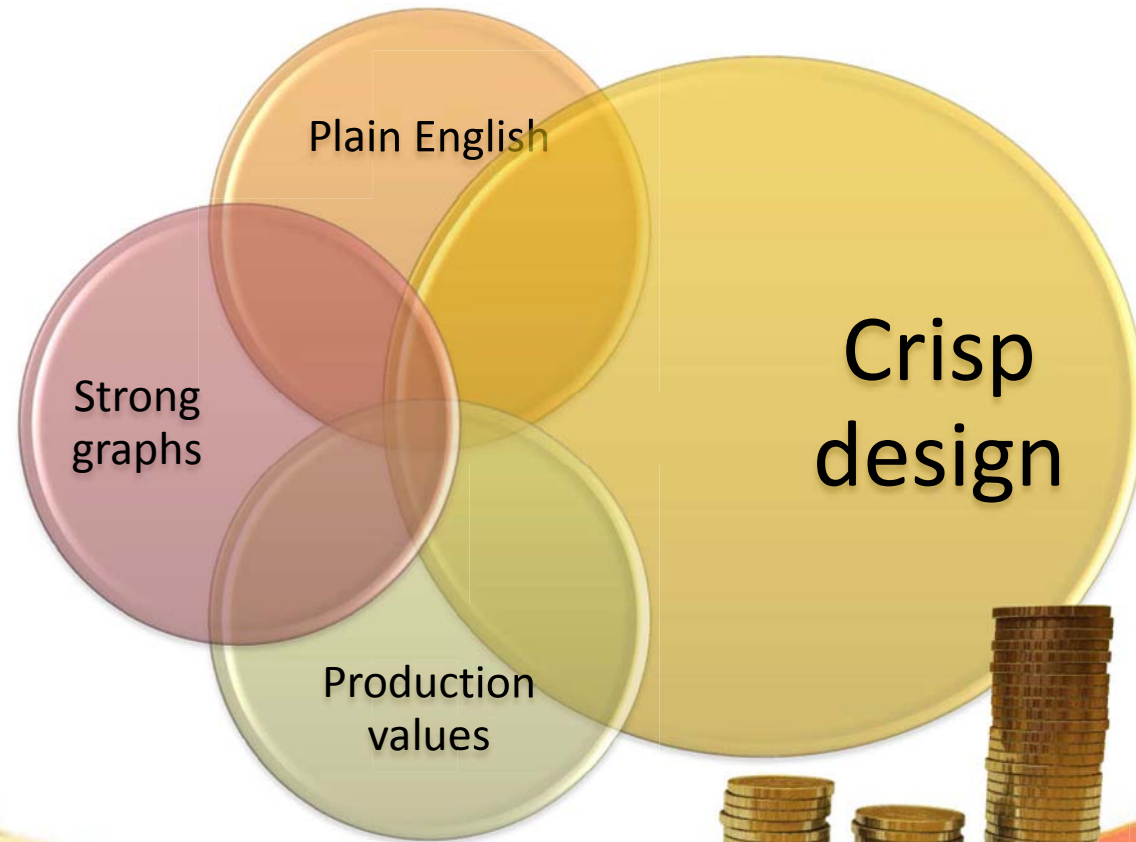 Plain English
Crisp
design
Strong
graphs
Production
values